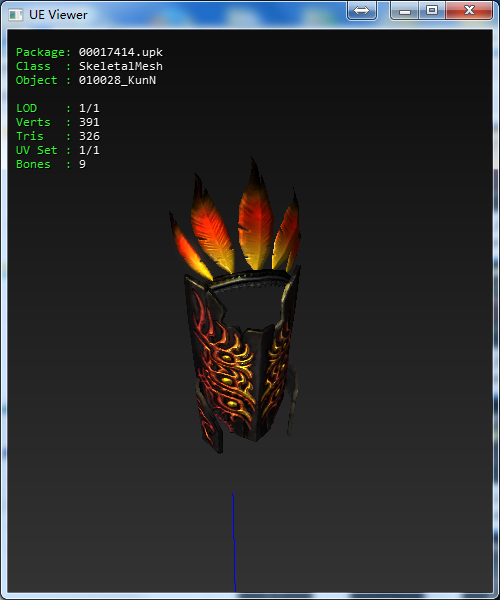 UE Viewer
Package: 00017414.upk
Class : SkeletalMesh
Object : 010028_KunN
LOD : 1/1
Verts : 391
Tris : 326
UV Set : 1/1
Bones : 9